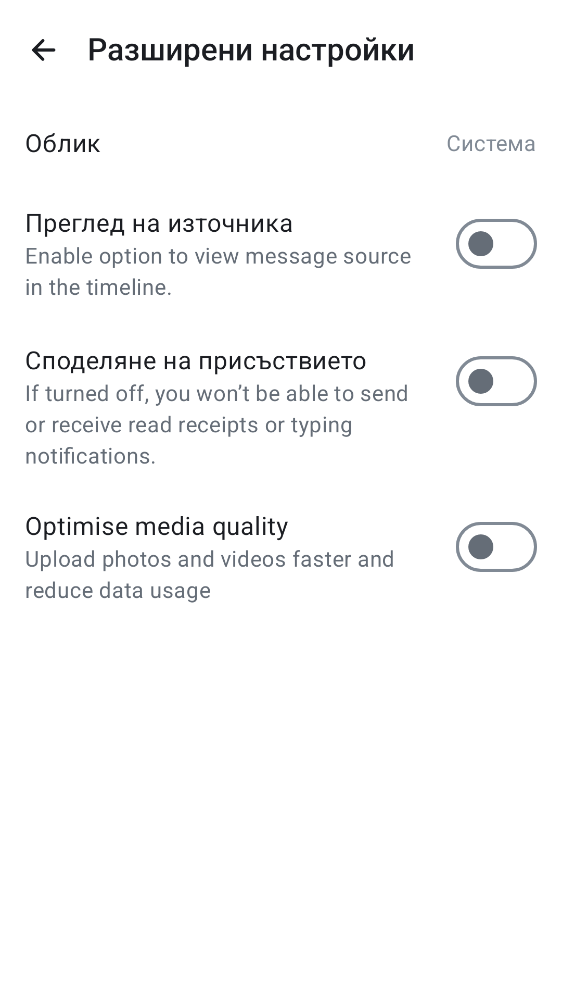 Разширени настройки
Облик
Система
Преглед на източника
Enable option to view message source
in the timeline.
Споделяне на присъствието
If turned off, you won’t be able to send
or receive read receipts or typing
notifications.
Optimise media quality
Upload photos and videos faster and
reduce data usage